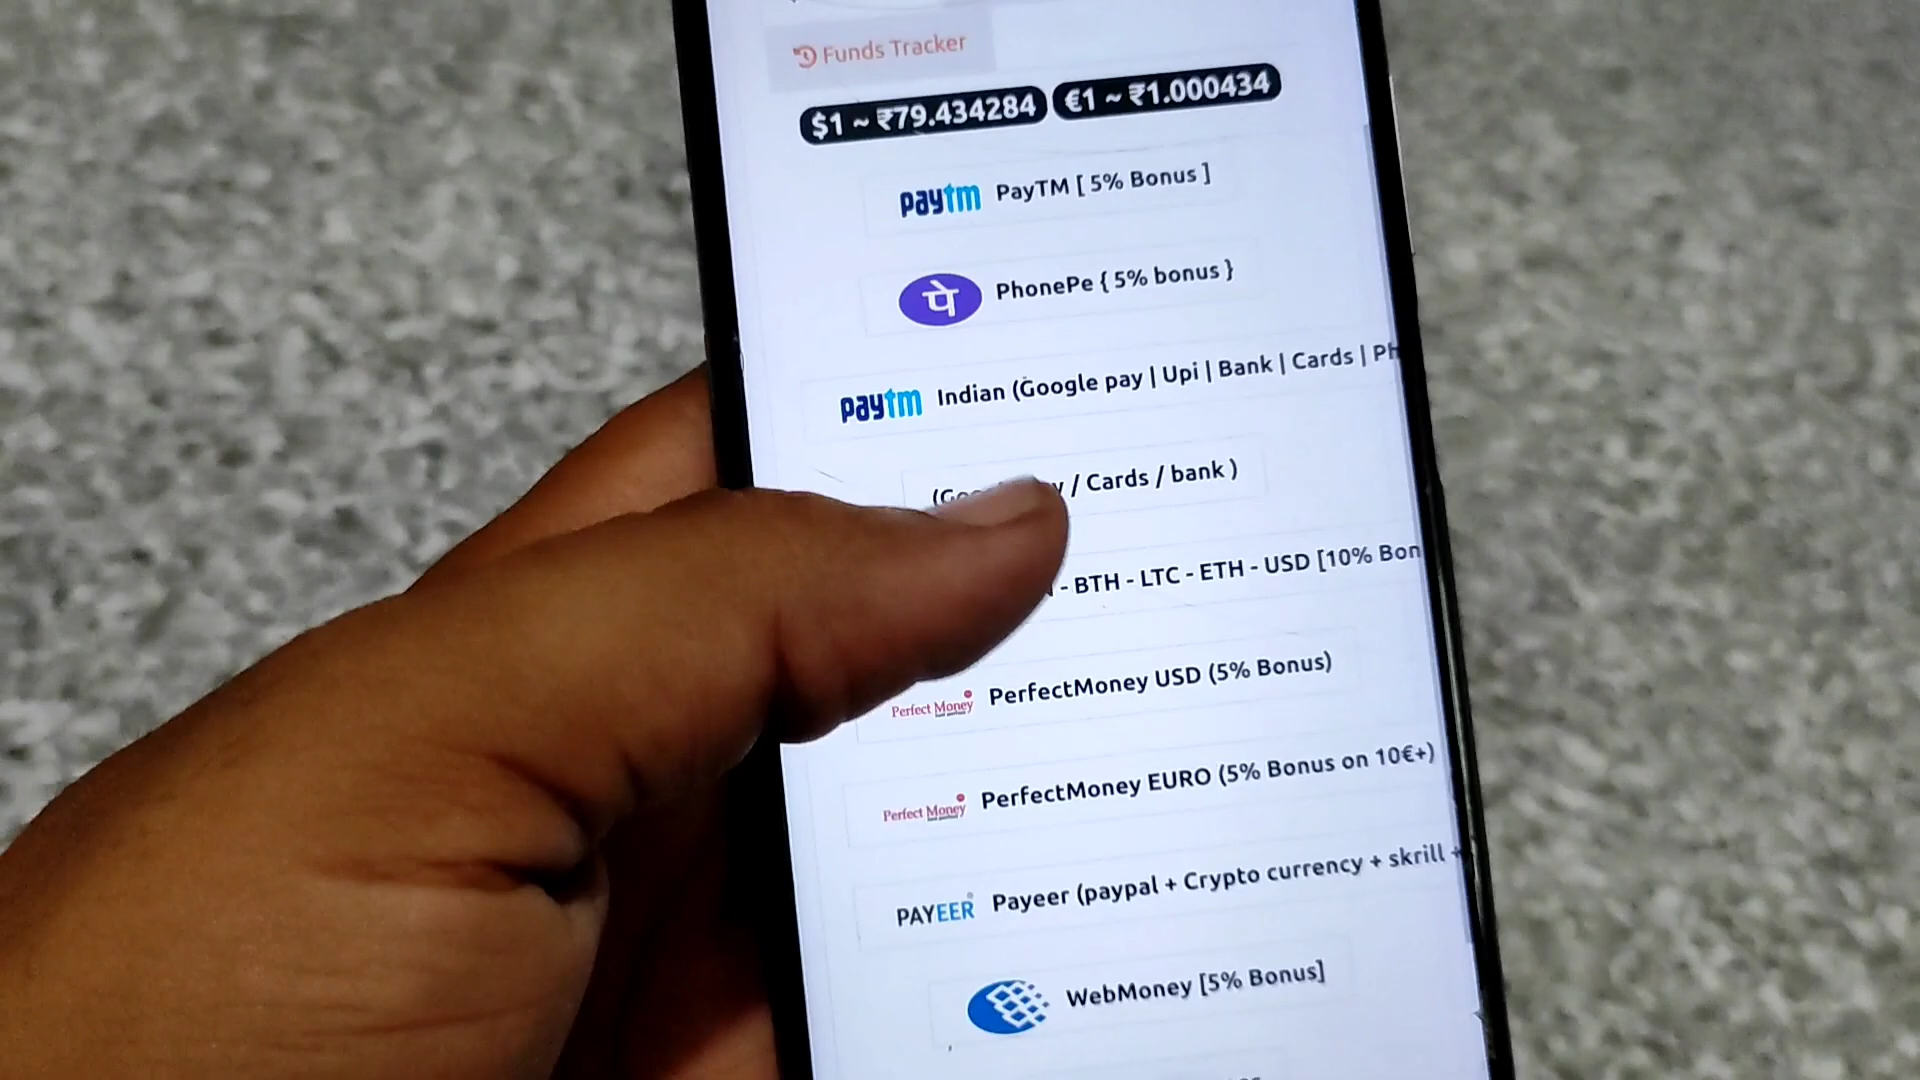 Funds Tracker
$1 ~ ₹79.434284 €1 ~ ₹1.000434
paytm PayTM [ 5% Bonus ]
पे PhonePe { 5% bonus }
paytm Indian (Google pay | Upi | Bank | Cards | Ph
/ Cards / bank )
- BTH - LTC - ETH - USD [10% Bon
Perfect Money PerfectMoney USD (5% Bonus)
Perfect Money PerfectMoney EURO (5% Bonus on 10€+)
PAYEER Payeer (paypal + Crypto currency + skrill +
WebMoney [5% Bonus]